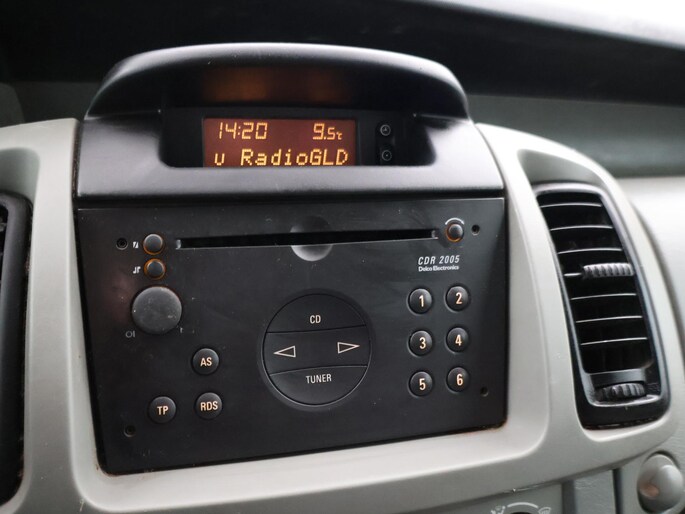 14:20 9.5℃
u RadioGLD
CDR 2005
Delco Electronics
CD
1 2
3 4
AS
TUNER
5 6
TP RDS